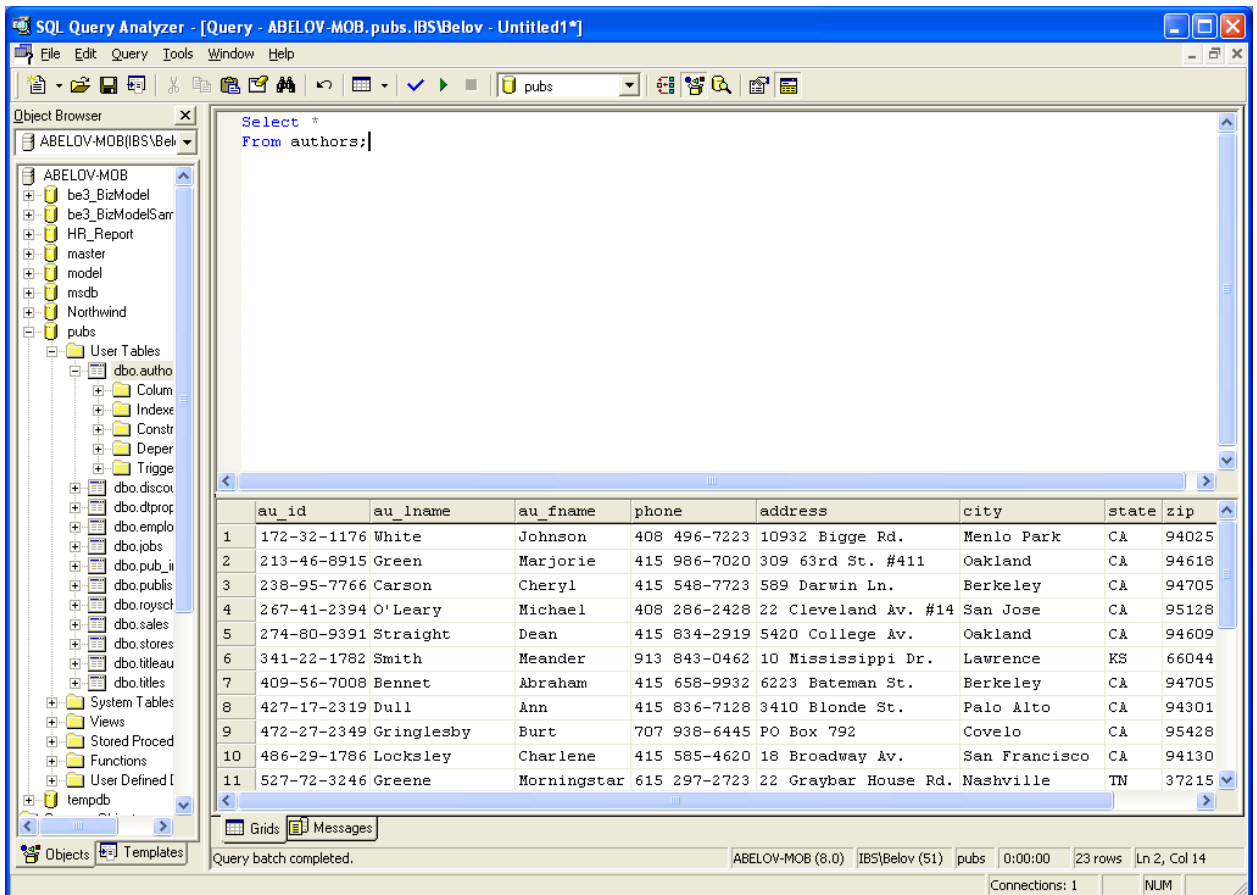 SQL Query Analyzer - [Query - ABELOV-MOB.pubs.IBS\Belov - Untitled1*]
File Edit Query Tools Window Help
pubs
Object Browser
ABELOV-MOB(IBS\Bel
ABELOV-MOB
be3_BizModel
be3_BizModelSam
HR_Report
master
model
msdb
Northwind
pubs
User Tables
dbo.autho
Colum
Indexe
Constr
Deper
Trigge
dbo.discou
dbo.dtprop
dbo.emplo
dbo.jobs
dbo.pub_i
dbo.publis
dbo.roysch
dbo.sales
dbo.stores
dbo.titleau
dbo.titles
System Tables
Views
Stored Proced
Functions
User Defined
tempdb
Objects Templates
Select *
From authors;
au_id au_lname au_fname phone address city state zip
1 172-32-1176 White Johnson 408 496-7223 10932 Bigge Rd. Menlo Park CA 94025
2 213-46-8915 Green Marjorie 415 986-7020 309 63rd St. #411 Oakland CA 94618
3 238-95-7766 Carson Cheryl 415 548-7723 589 Darwin Ln. Berkeley CA 94705
4 267-41-2394 O'Leary Michael 408 286-2428 22 Cleveland Av. #14 San Jose CA 95128
5 274-80-9391 Straight Dean 415 834-2919 5420 College Av. Oakland CA 94609
6 341-22-1782 Smith Meander 913 843-0462 10 Mississippi Dr. Lawrence KS 66044
7 409-56-7008 Bennet Abraham 415 658-9932 6223 Bateman St. Berkeley CA 94705
8 427-17-2319 Dull Ann 415 836-7128 3410 Blonde St. Palo Alto CA 94301
9 472-27-2349 Gringlesby Burt 707 938-6445 PO Box 792 Covelo CA 95428
10 486-29-1786 Locksley Charlene 415 585-4620 18 Broadway Av. San Francisco CA 94130
11 527-72-3246 Greene Morningstar 615 297-2723 22 Graybar House Rd. Nashville TN 37215
Grids Messages
Query batch completed. ABELOV-MOB (8.0) IBS\Belov (51) pubs 0:00:00 23 rows Ln 2, Col 14
Connections: 1 NUM